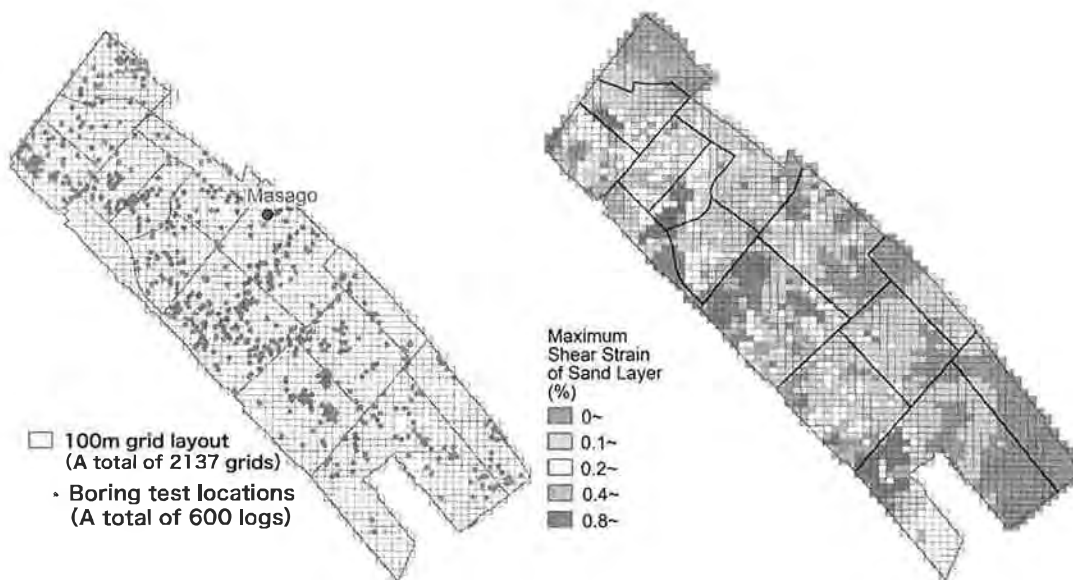 Masago
100m grid layout
(A total of 2137 grids)
Boring test locations
(A total of 600 logs)
Maximum
Shear Strain
of Sand Layer
(%)
0~
0.1~
0.2~
0.4~
0.8~